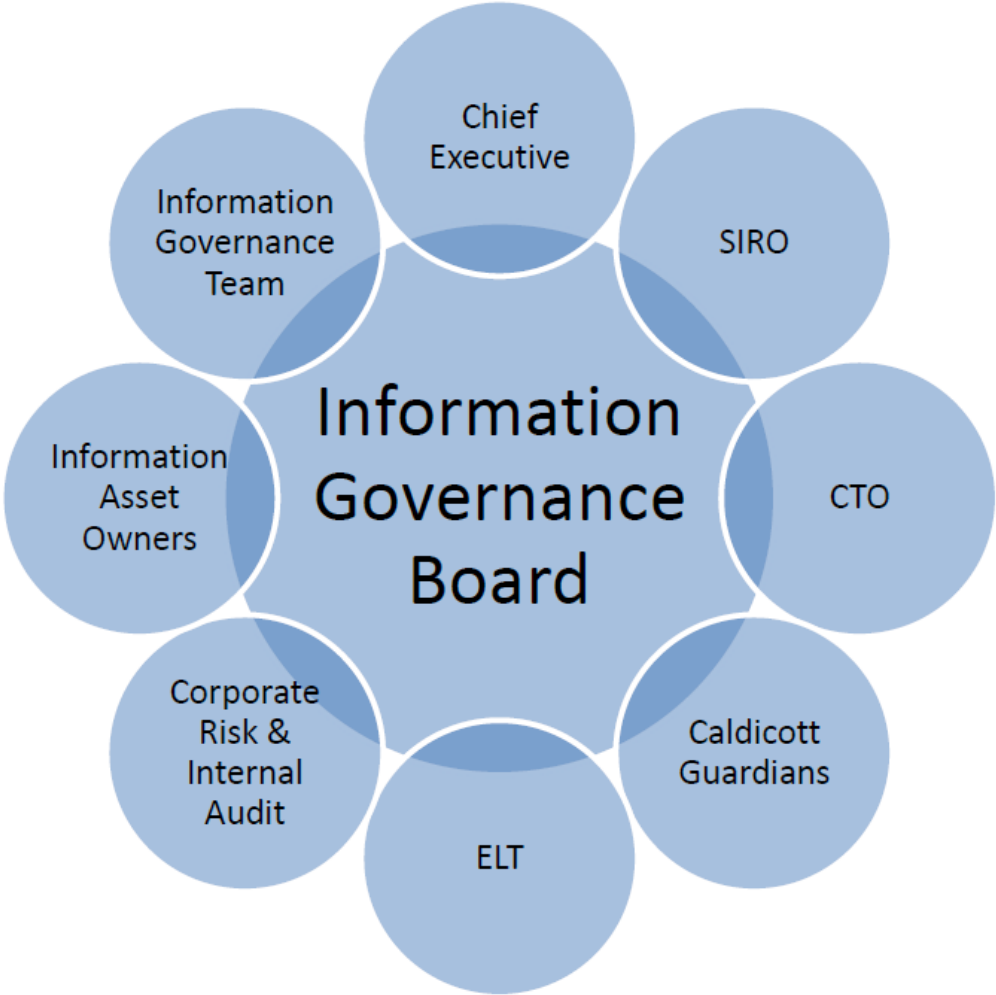 Chief
Executive
SIRO
CTO
Caldicott
Guardians
ELT
Corporate
Risk &
Internal
Audit
Information
Asset
Owners
Information
Governance
Team
Information
Governance
Board